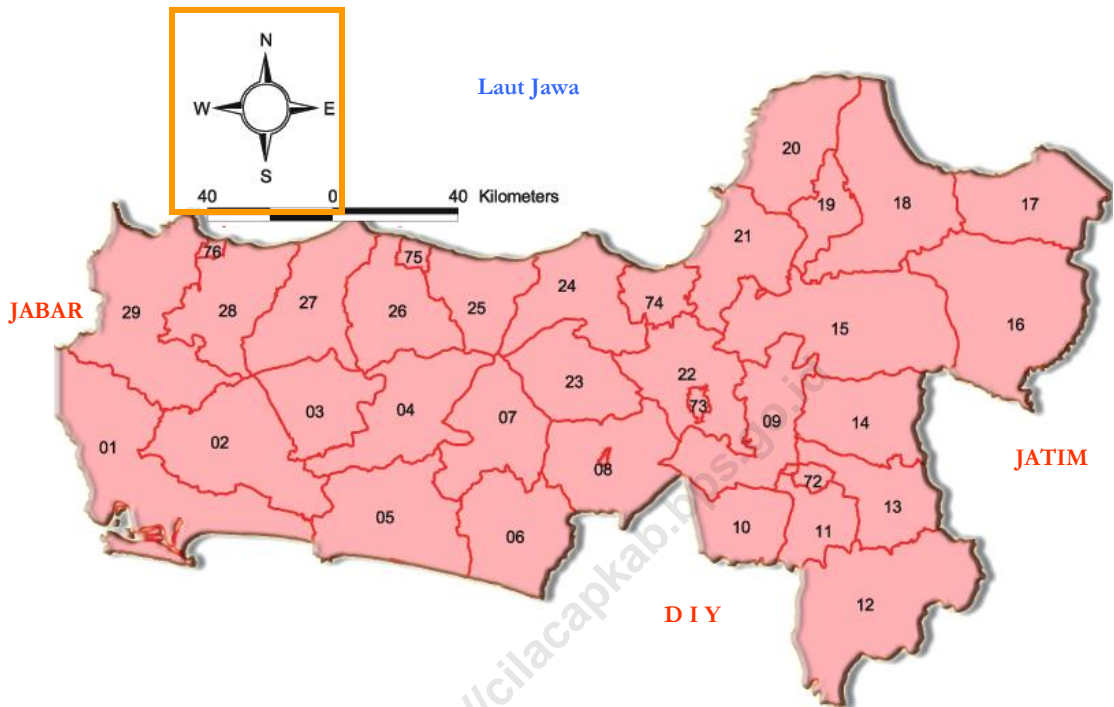 N
Laut Jawa
W E
S
40 0 40 Kilometers
20
19 18 17
21
76 75
24
29 28 27 26 25 74
JABAR
15 16
22
23
03 04 07 73 09 14
01 02
JATIM
08 72
13
05 06 10 11
12
D I Y
//cilacapkab.bps.go.id